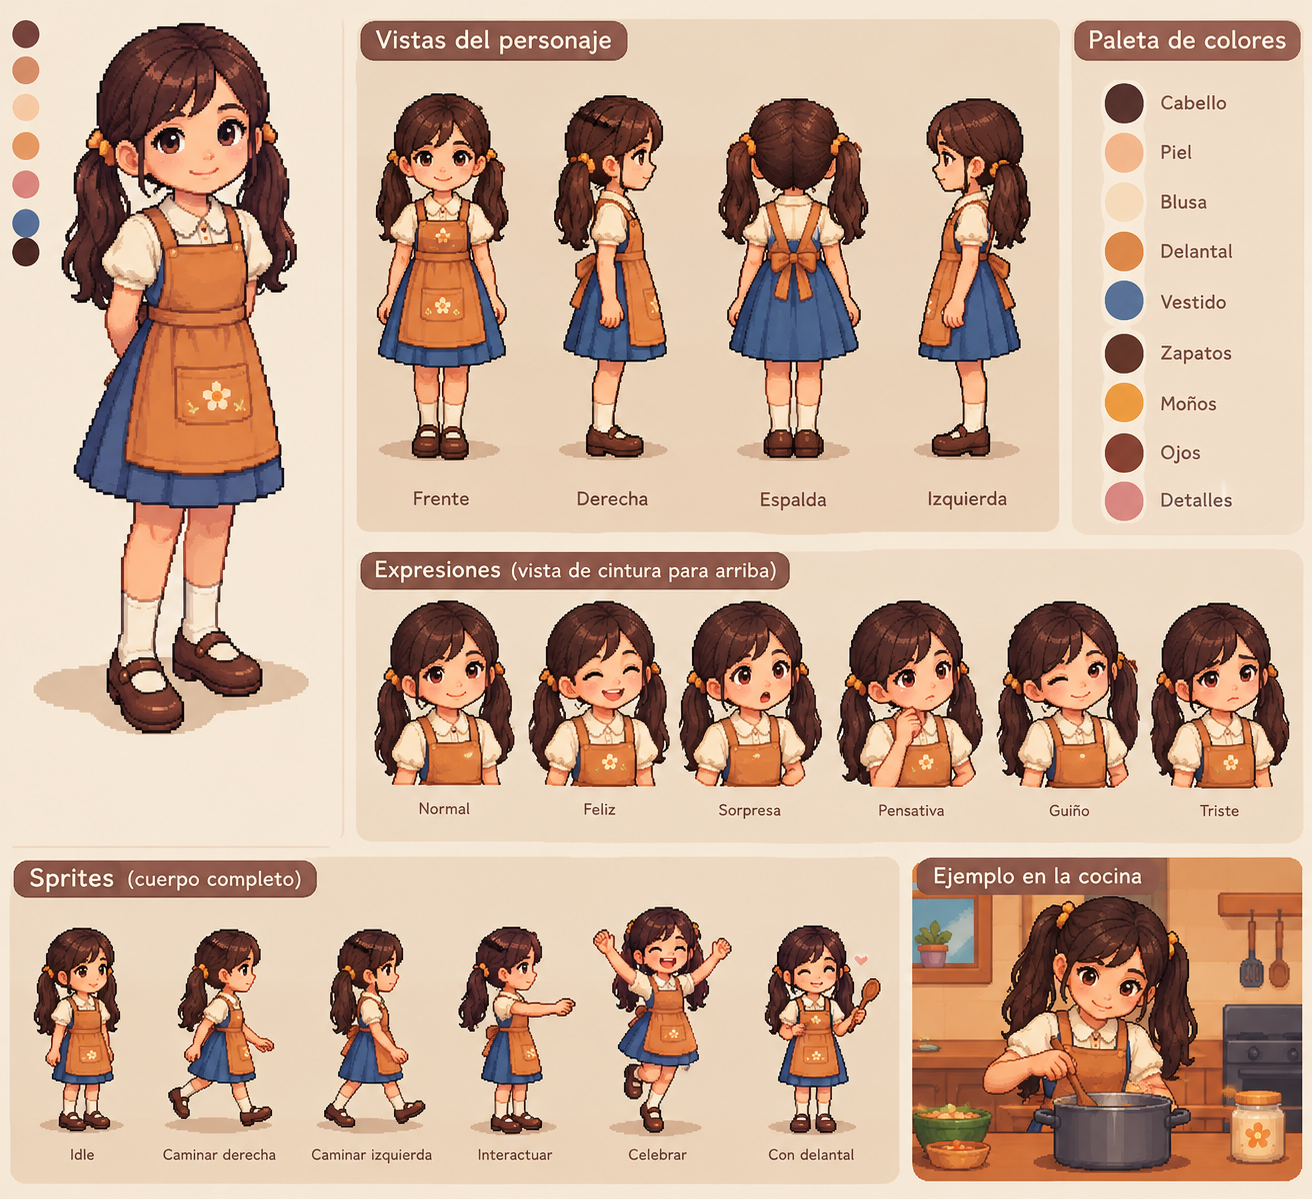 Vistas del personaje
Frente
Derecha
Espalda
Izquierda
Paleta de colores
Cabello
Piel
Blusa
Delantal
Vestido
Zapatos
Moños
Ojos
Detalles
Expresiones (vista de cintura para arriba)
Normal
Feliz
Sorpresa
Pensativa
Guiño
Triste
Sprites (cuerpo completo)
Idle
Caminar derecha
Caminar izquierda
Interactuar
Celebrar
Con delantal
Ejemplo en la cocina